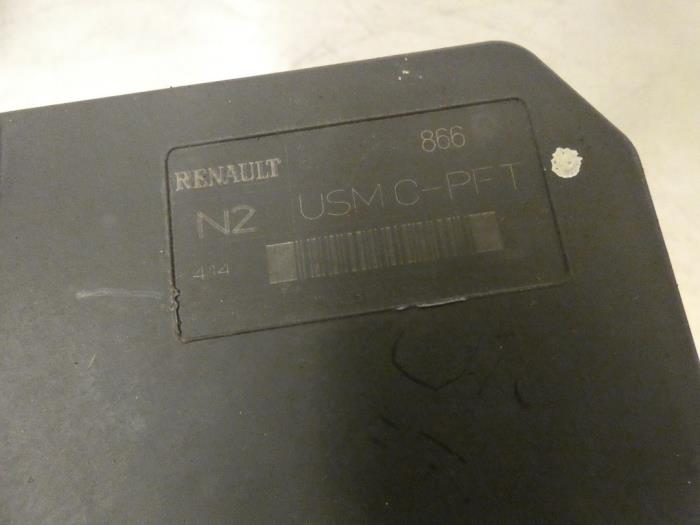 866
RENAULT
N2 USM C-PFT
414